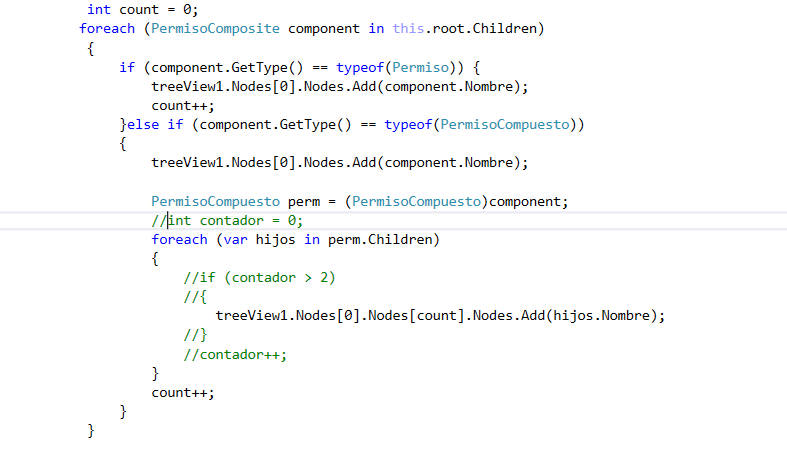 int count = 0;
foreach (PermisoComposite component in this.root.Children)
{
if (component.GetType() == typeof(Permiso)) {
treeView1.Nodes[0].Nodes.Add(component.Nombre);
count++;
}else if (component.GetType() == typeof(PermisoCompuesto))
{
treeView1.Nodes[0].Nodes.Add(component.Nombre);
PermisoCompuesto perm = (PermisoCompuesto)component;
//int contador = 0;
foreach (var hijos in perm.Children)
{
//if (contador > 2)
//{
treeView1.Nodes[0].Nodes[count].Nodes.Add(hijos.Nombre);
//}
//contador++;
}
count++;
}
}